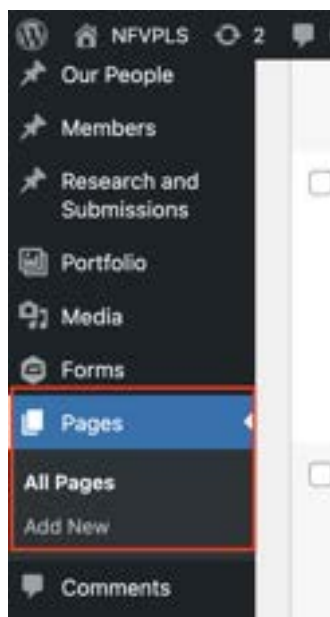 NFVPLS 2
Our People
Members
Research and
Submissions
Portfolio
Media
Forms
Pages
All Pages
Add New
Comments